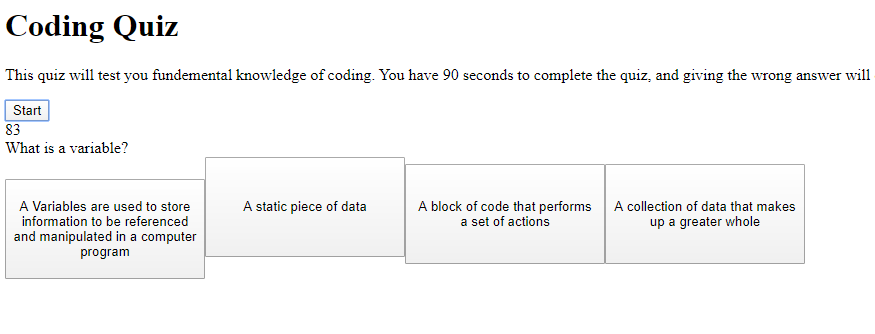 Coding Quiz
This quiz will test you fundemental knowledge of coding. You have 90 seconds to complete the quiz, and giving the wrong answer will
Start
83
What is a variable?
A Variables are used to store
information to be referenced
and manipulated in a computer
program
A static piece of data
A block of code that performs
a set of actions
A collection of data that makes
up a greater whole